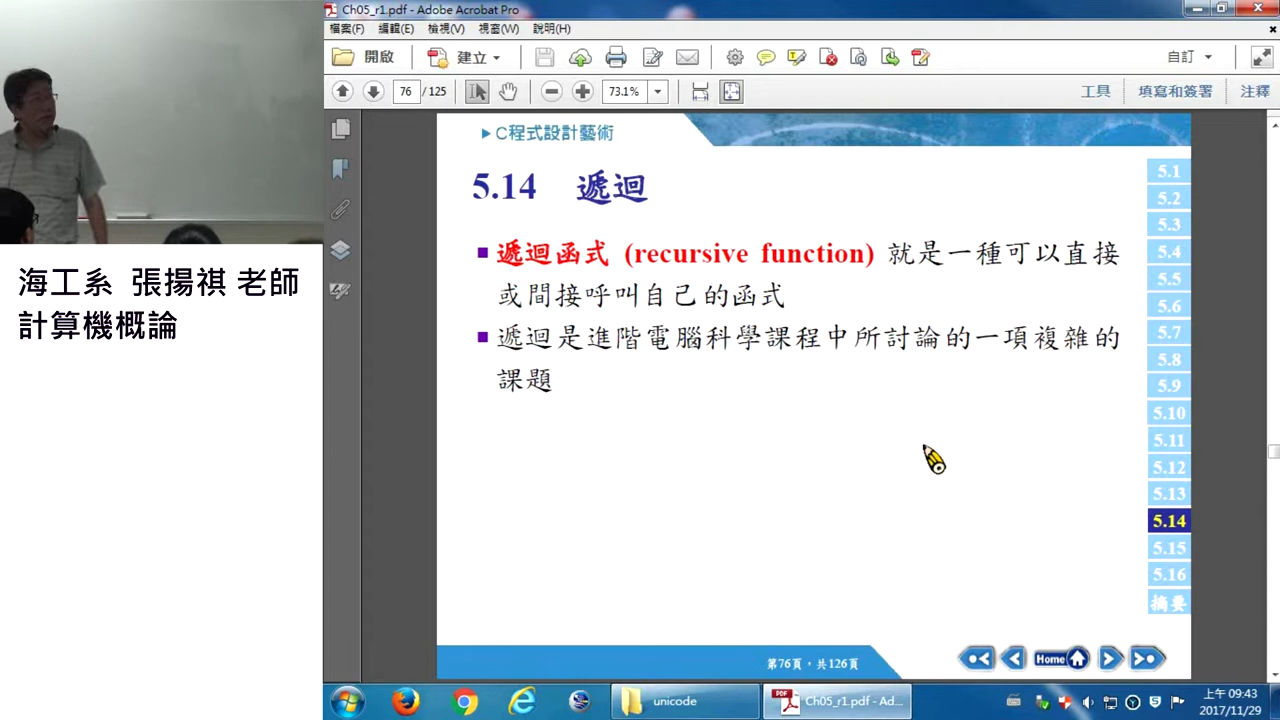 Ch05_r1.pdf - Adobe Acrobat Pro
檔案(F) 編輯(E) 檢視(V) 視窗(W) 說明(H)
開啟 建立 自訂
76 / 125 73.1% 工具 填寫和簽署 注釋
C程式設計藝術
5.14 遞迴
遞迴函式 (recursive function) 就是一種可以直接
或間接呼叫自己的函式
遞迴是進階電腦科學課程中所討論的一項複雜的
課題
5.1
5.2
5.3
5.4
5.5
5.6
5.7
5.8
5.9
5.10
5.11
5.12
5.13
5.14
5.15
5.16
摘要
第76頁，共126頁
Home
海工系 張揚祺 老師
計算機概論
unicode
Ch05_r1.pdf - Ad...
上午 09:43
2017/11/29